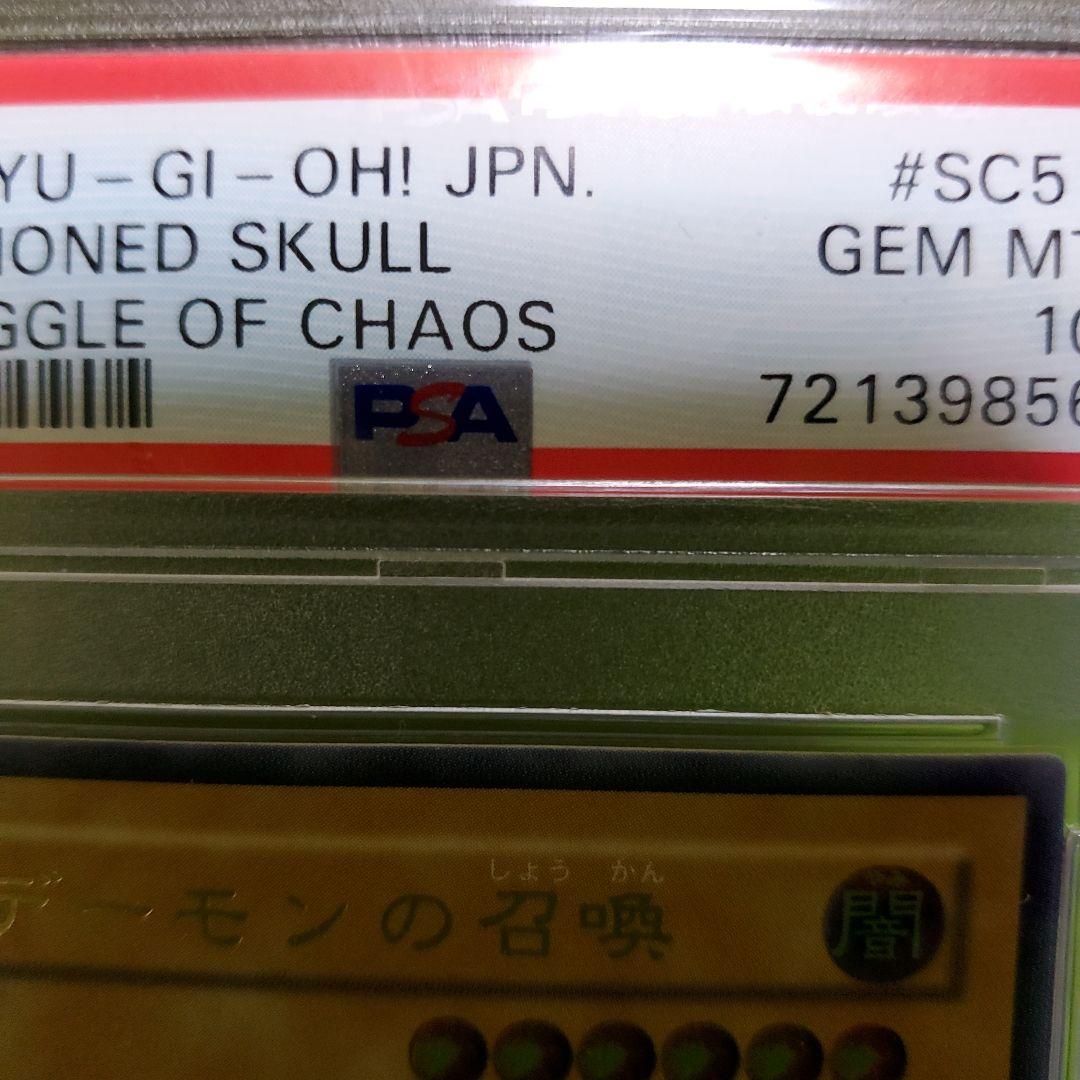 YU-GI-OH! JPN. #SC5
IONED SKULL GEM MT
GGLE OF CHAOS 10
PSA 72139856
しょう かん
デーモンの召喚 闇